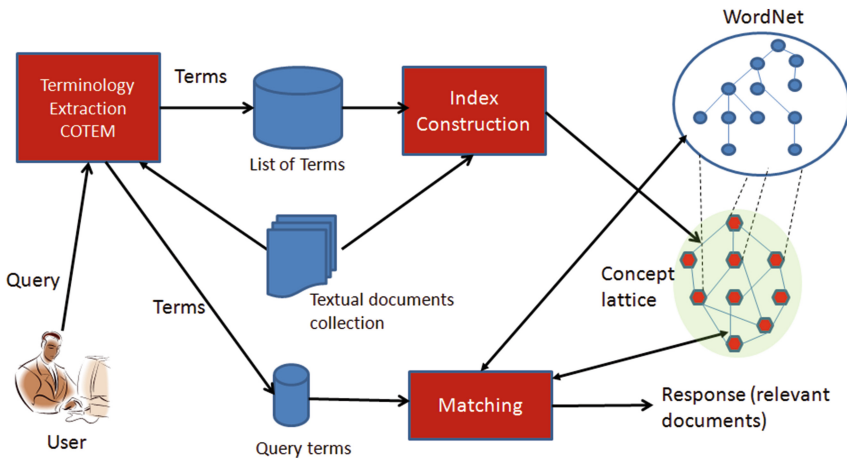 WordNet
Terminology
Extraction
COTEM
Terms
List of Terms
Index
Construction
Query
Terms
Textual documents
collection
Concept
lattice
User
Query terms
Matching
Response (relevant
documents)